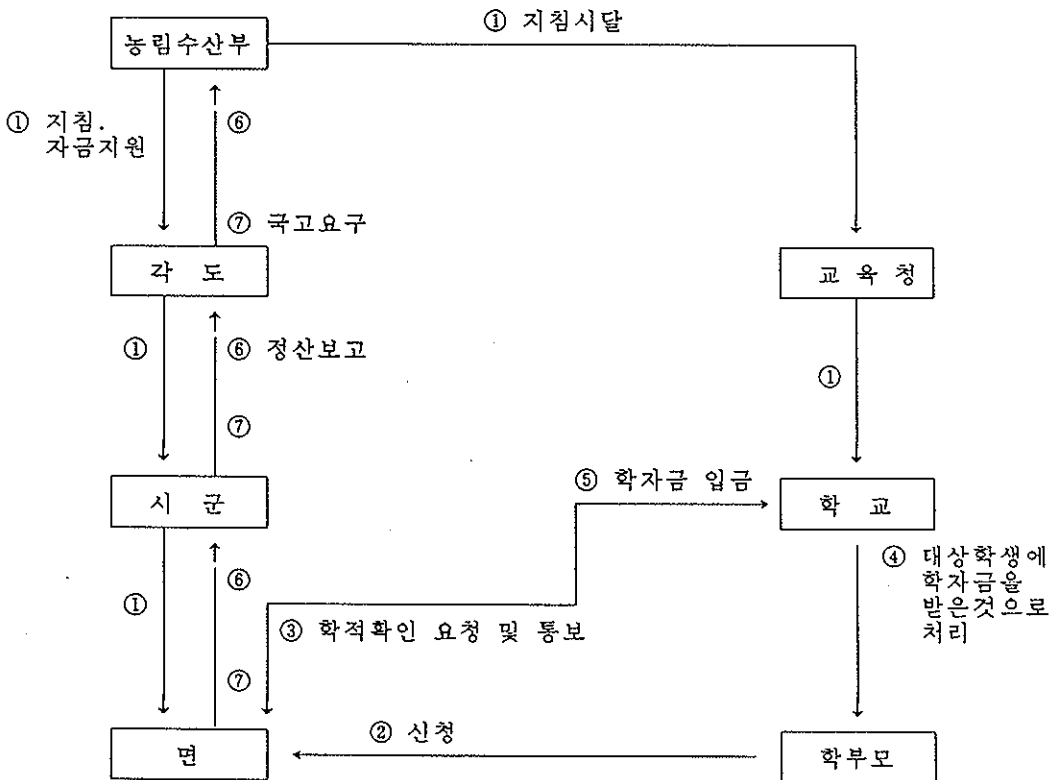 ① 지침시달
농림수산부
① 지침.
자금지원
⑥
⑦ 국고요구
각 도
교 육 청
①
⑥ 정산보고
①
⑦
⑤ 학자금 입금
시 군
학 교
④ 대상학생에
학자금을
받은것으로
처리
①
⑥
③ 학적확인 요청 및 통보
⑦
② 신청
면
학부모